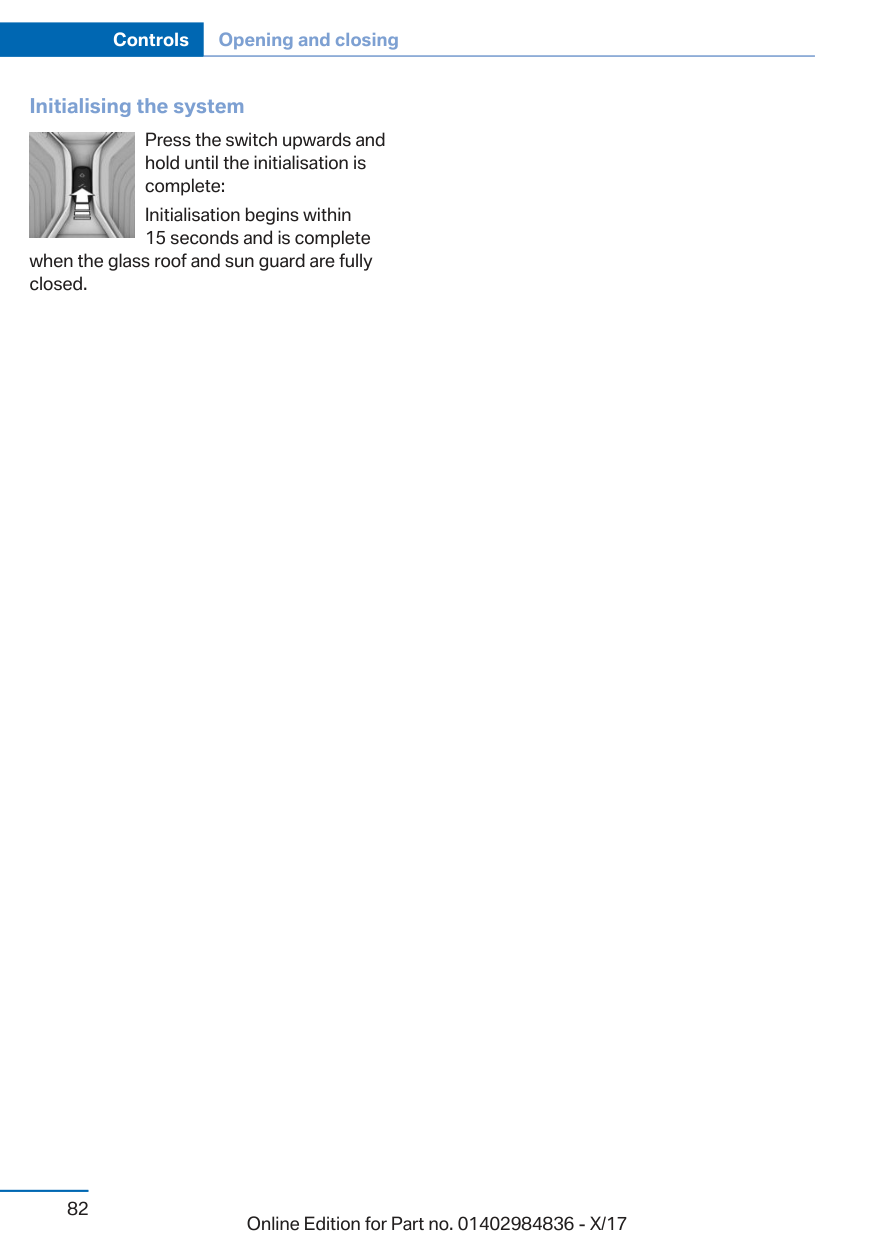 Controls Opening and closing
Initialising the system
Press the switch upwards and
hold until the initialisation is
complete:
Initialisation begins within
15 seconds and is complete
when the glass roof and sun guard are fully
closed.
82
Online Edition for Part no. 01402984836 - X/17